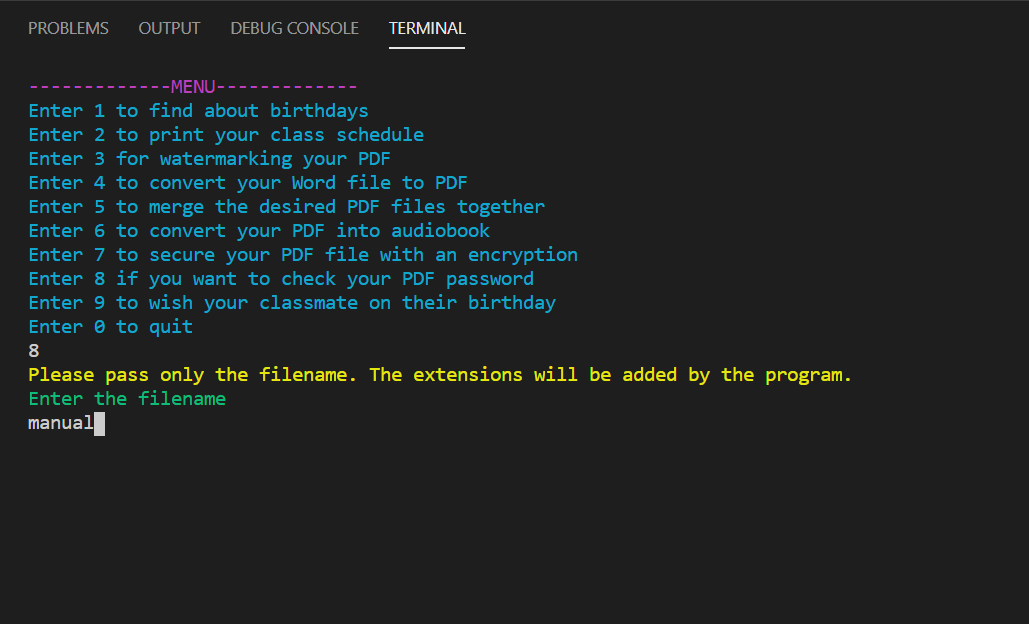 PROBLEMS OUTPUT DEBUG CONSOLE TERMINAL
-------------MENU-------------
Enter 1 to find about birthdays
Enter 2 to print your class schedule
Enter 3 for watermarking your PDF
Enter 4 to convert your Word file to PDF
Enter 5 to merge the desired PDF files together
Enter 6 to convert your PDF into audiobook
Enter 7 to secure your PDF file with an encryption
Enter 8 if you want to check your PDF password
Enter 9 to wish your classmate on their birthday
Enter 0 to quit
8
Please pass only the filename. The extensions will be added by the program.
Enter the filename
manual